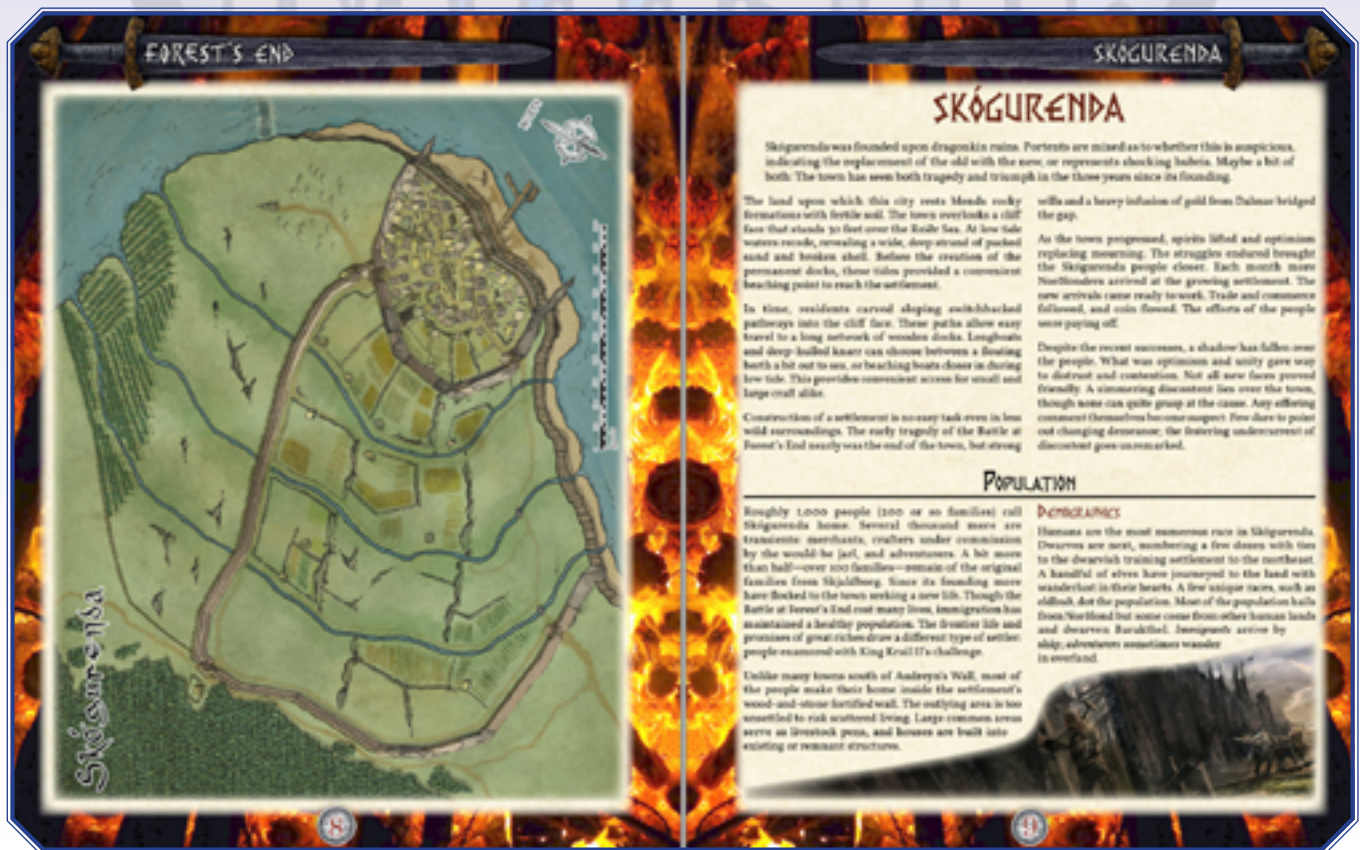 FOREST'S END
SKÓGURENDA
Skógurenda
SKÓGURENDA
Skógurenda was founded upon dragonkin ruins. Portents are mixed as to whether this is auspicious,
indicating the replacement of the old with the new, or represents shocking hubris. Maybe a bit of
both: The town has seen both tragedy and triumph in the three years since its founding.
The land upon which this city rests blends rocky
formations with fertile soil. The town overlooks a cliff
face that stands 30 feet over the Sea. At low tide
waters recede, revealing a wide, deep strand of packed
sand and broken shell. Before the creation of the
permanent docks, these tides provided a convenient
beaching point to reach the settlement.
In time, residents carved sloping switchbacked
pathways into the cliff face. These paths allow easy
travel to a long network of wooden docks. Longboats
and deep-hulled knarr can choose between a floating
berth a bit out to sea, or beaching boats closer in during
low tide. This provides convenient access for small and
large craft alike.
Construction of a settlement is no easy task even in less
wild surroundings. The early tragedy of the Battle at
Forest's End nearly was the end of the town, but strong
wills and a heavy infusion of gold from Dalmar bridged
the gap.
As the town progressed, spirits lifted and optimism
replacing mourning. The struggles endured brought
the Skógurenda people closer. Each month more
Norðlonders arrived at the growing settlement. The
new arrivals came ready to work. Trade and commerce
followed, and coin flowed. The efforts of the people
were paying off.
Despite the recent successes, a shadow has fallen over
the people. What was optimism and unity gave way
to distrust and contention. Not all new faces proved
friendly. A simmering discontent lies over the town,
though none can quite grasp at the cause. Any offering
comment themselves become suspect. Few dare to point
out changing demeanor; the festering undercurrent of
discontent goes unremarked.
POPULATION
Roughly 1,000 people (200 or so families) call
Skógurenda home. Several thousand more are
transients: merchants, crafters under commission
by the would-be jarl, and adventurers. A bit more
than half—over 100 families—remain of the original
families from Skjaldborg. Since its founding more
have flocked to the town seeking a new life. Though the
Battle at Forest's End cost many lives, immigration has
maintained a healthy population. The frontier life and
promises of great riches draw a different type of settler:
people enamored with King Krail II's challenge.
Unlike many towns south of Audreyn's Wall, most of
the people make their home inside the settlement's
wood-and-stone fortified wall. The outlying area is too
unsettled to risk scattered living. Large common areas
serve as livestock pens, and houses are built into
existing or remnant structures.
DEMOGRAPHICS
Humans are the most numerous race in Skógurenda.
Dwarves are next, numbering a few dozen with ties
to the dwarvish training settlement to the northeast.
A handful of elves have journeyed to the land with
wanderlust in their hearts. A few unique races, such as
dot the population. Most of the population hails
from Norðlond but some come from other human lands
and dwarven Immigrants arrive by
ship; adventurers sometimes wander
in overland.
8